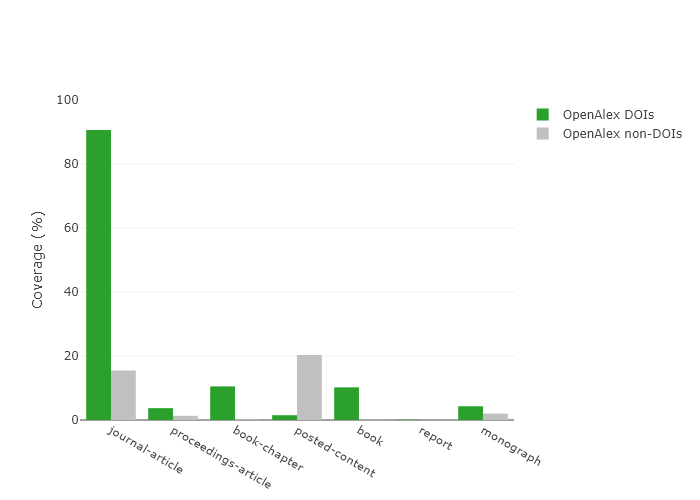 100
80
60
40
20
0
Coverage (%)
journal-article
proceedings-article
book-chapter
posted-content
book
report
monograph
OpenAlex DOIs
OpenAlex non-DOIs